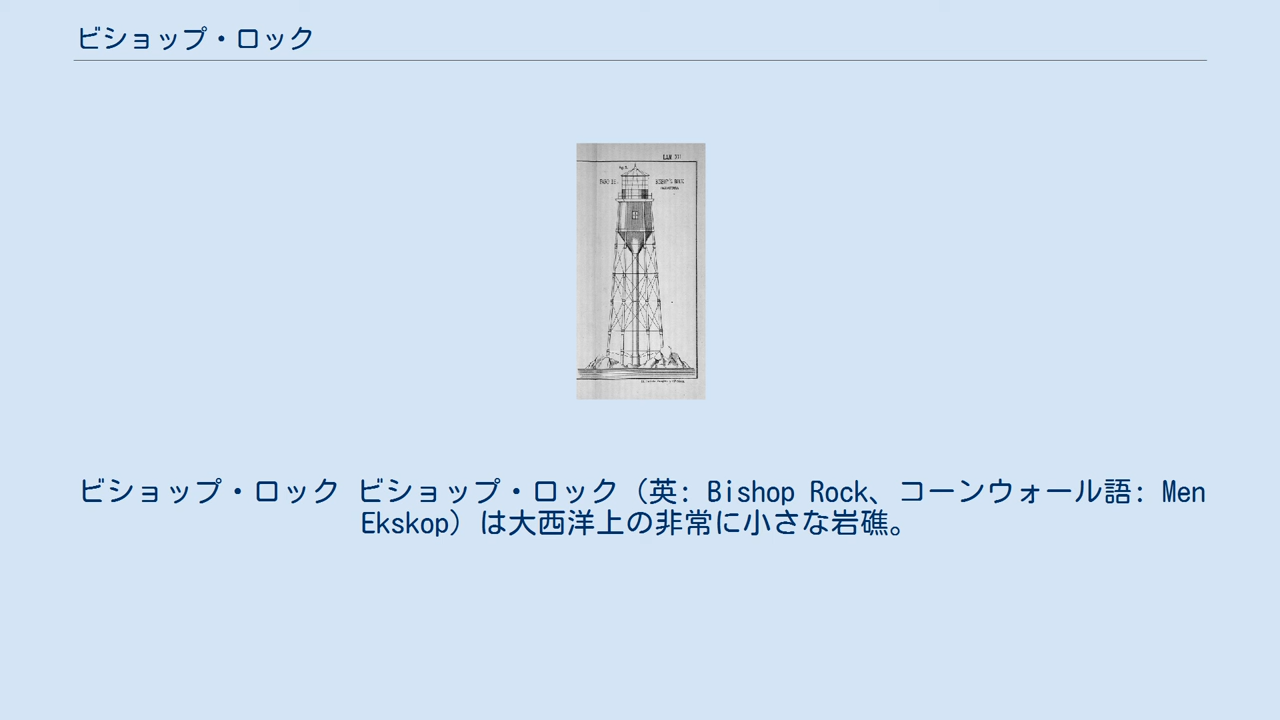 ビショップ・ロック
ビショップ・ロック ビショップ・ロック（英: Bishop Rock、コーンウォール語: Men
Ekskop）は大西洋上の非常に小さな岩礁。